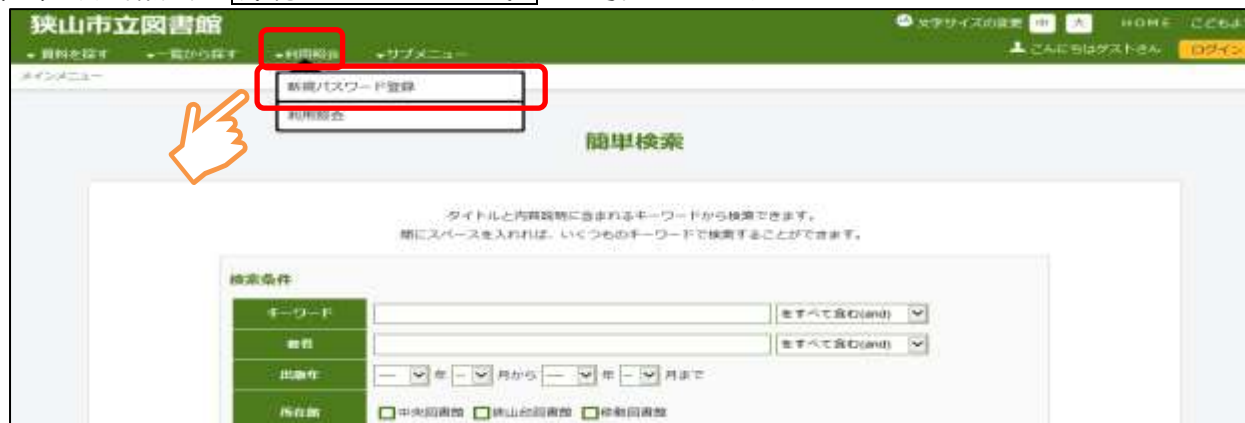 狭山市立図書館
文字サイズの変更 中 大 HOME こども
資料を探す 一覧から探す 利用照会 サブメニュー
こんにちはゲストさん ログイン
メインメニュー
新規パスワード登録
利用照会
簡単検索
タイトルと内容説明に含まれるキーワードから検索できます。
間にスペースを入れれば、いくつものキーワードで検索することができます。
検索条件
キーワード をすべて含む(and)
著者 をすべて含む(and)
出版年 年 月から 年 月まで
所在館 中央図書館 狭山台図書館 移動図書館